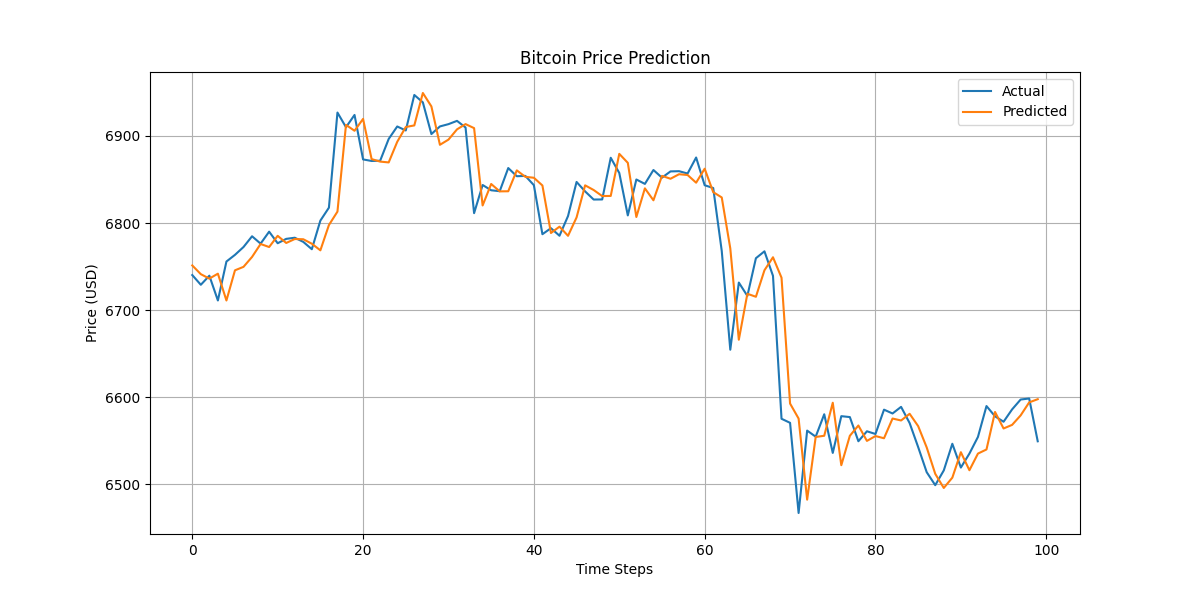 Bitcoin Price Prediction
Actual
Predicted
Price (USD)
6900
6800
6700
6600
6500
0 20 40 60 80 100
Time Steps